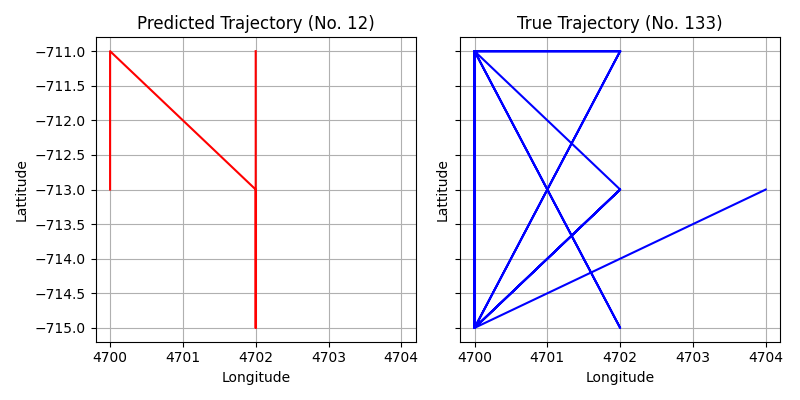 Predicted Trajectory (No. 12)
Lattitude
−711.0
−711.5
−712.0
−712.5
−713.0
−713.5
−714.0
−714.5
−715.0
4700 4701 4702 4703 4704
Longitude
True Trajectory (No. 133)
Lattitude
4700 4701 4702 4703 4704
Longitude